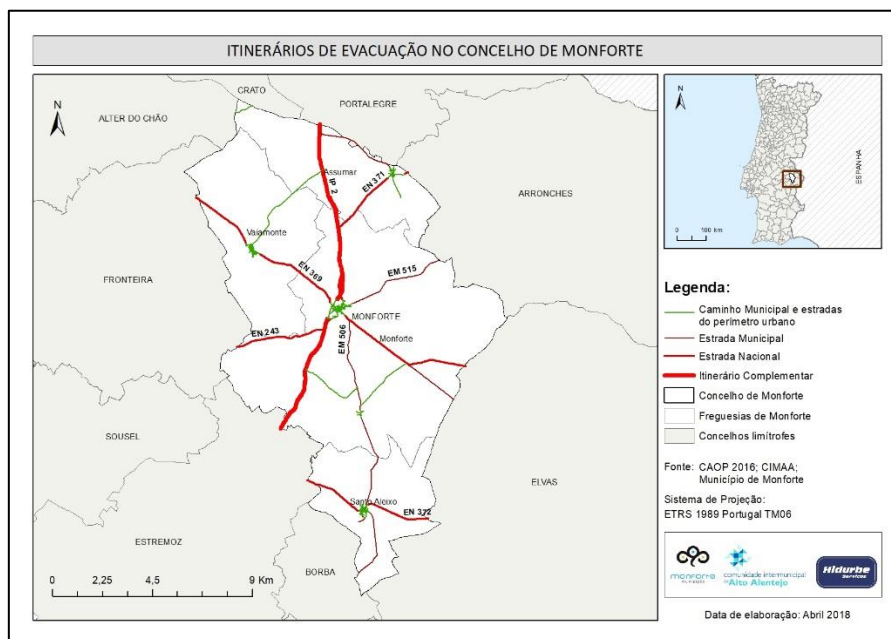 ITINERÁRIOS DE EVACUAÇÃO NO CONCELHO DE MONFORTE
N
CRATO
PORTALEGRE
ALTER DO CHÃO
ARRONCHES
FRONTEIRA
SOUSEL
ESTREMOZ
BORBA
ELVAS
Assumar
IP 2
EN 371
Vaiamonte
EN 369
EM 515
MONFORTE
EN 243
EM 506
Monforte
Santo Aleixo
EN 372
0 2,25 4,5 9 Km
N
ESPANHA
0 100 km
Legenda:
Caminho Municipal e estradas
do perímetro urbano
Estrada Municipal
Estrada Nacional
Itinerário Complementar
Concelho de Monforte
Freguesias de Monforte
Concelhos limítrofes
Fonte: CAOP 2016; CIMAA;
Município de Monforte
Sistema de Projeção:
ETRS 1989 Portugal TM06
monforte
comunidade intermunicipal
do Alto Alentejo
Hidurbe
Services
Data de elaboração: Abril 2018